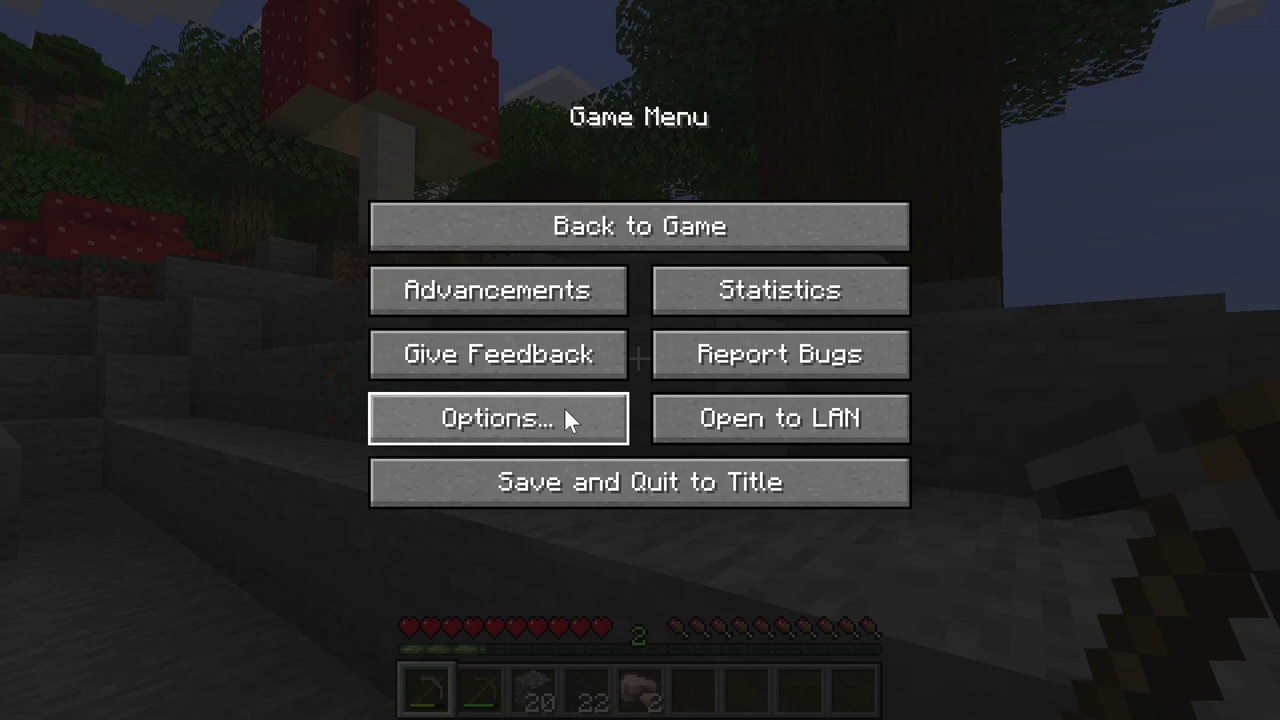 Game Menu
Back to Game
Advancements
Statistics
Give Feedback
Report Bugs
Options...
Open to LAN
Save and Quit to Title
2
20
22
2